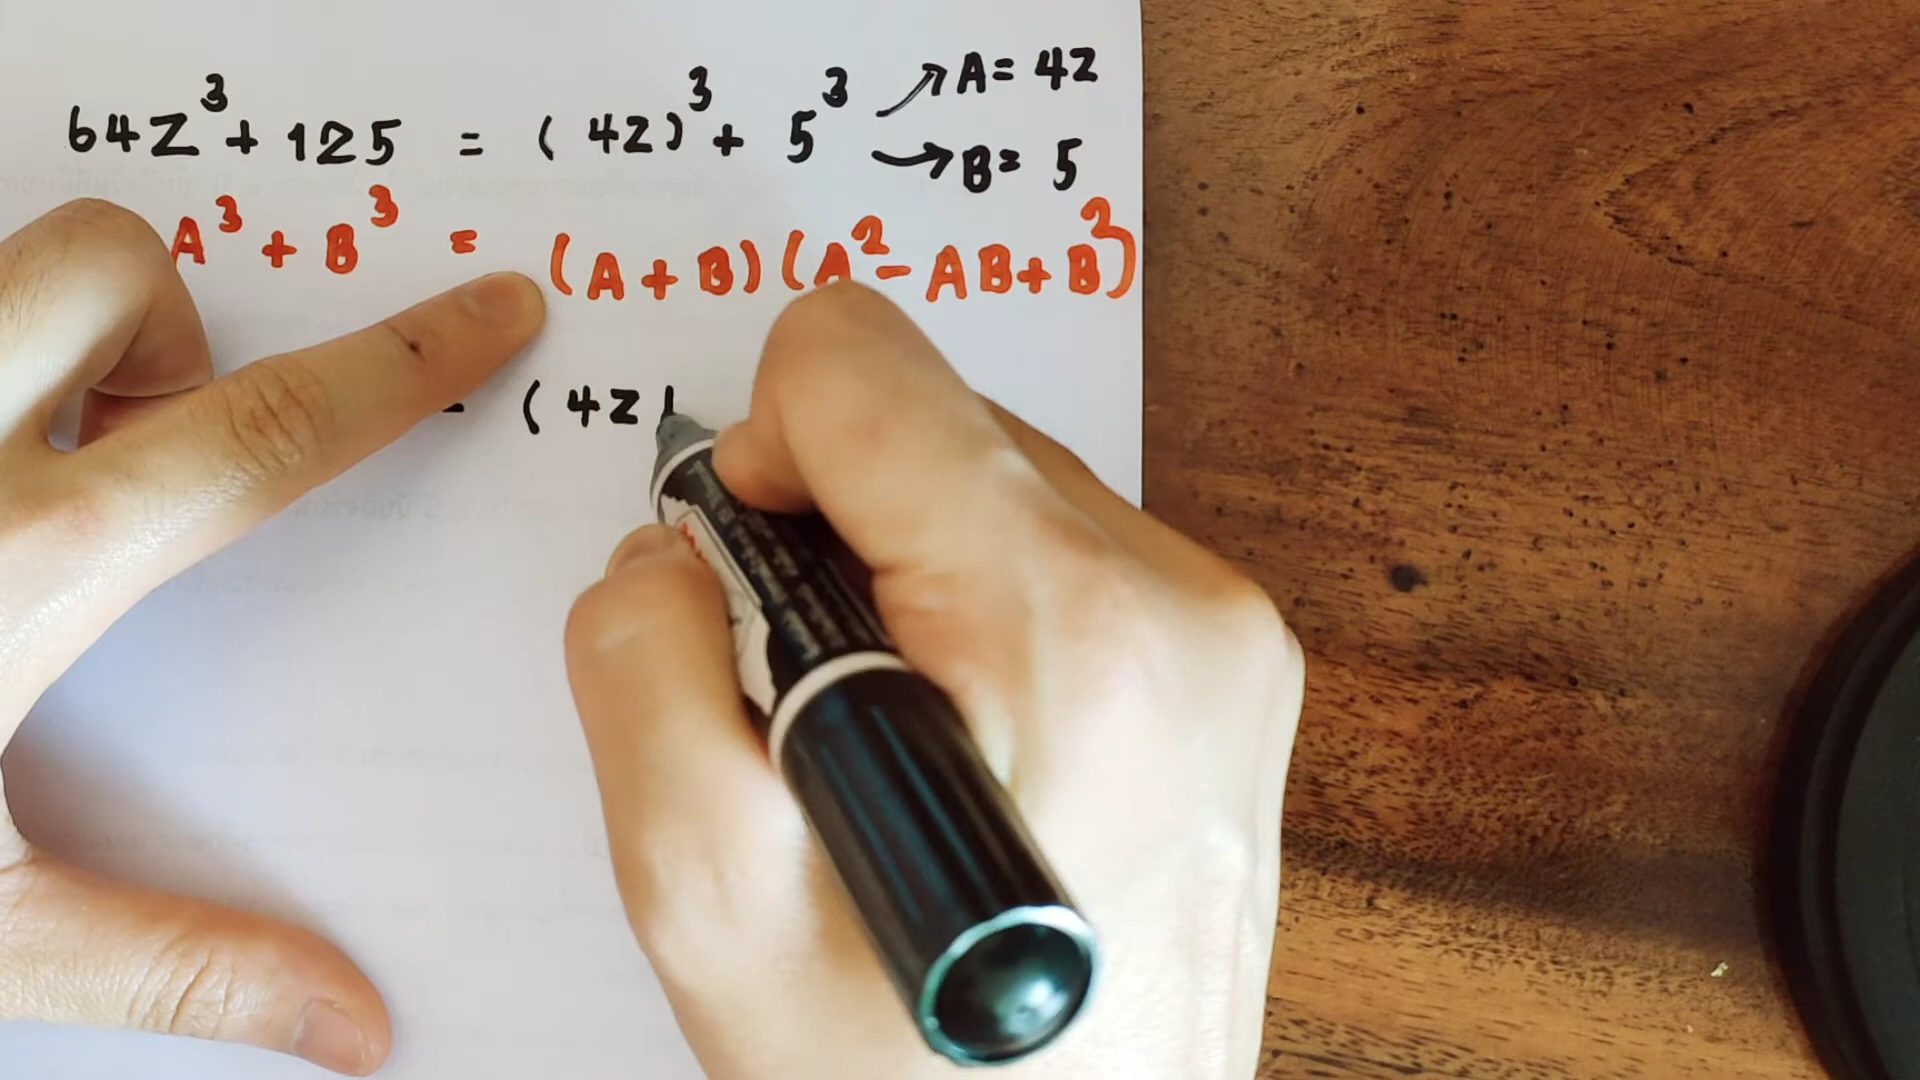 64Z³ + 125 = (4Z)³ + 5³ → A = 4Z
→ B = 5
A³ + B³ = (A + B)(A² - AB + B²)
= (4Z